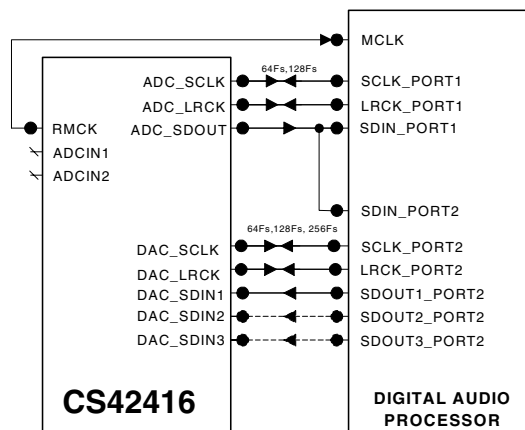 MCLK
64Fs,128Fs
ADC_SCLK
SCLK_PORT1
ADC_LRCK
LRCK_PORT1
RMCK
ADC_SDOUT
SDIN_PORT1
ADCIN1
ADCIN2
SDIN_PORT2
64Fs,128Fs, 256Fs
DAC_SCLK
SCLK_PORT2
DAC_LRCK
LRCK_PORT2
DAC_SDIN1
SDOUT1_PORT2
DAC_SDIN2
SDOUT2_PORT2
DAC_SDIN3
SDOUT3_PORT2
CS42416
DIGITAL AUDIO
PROCESSOR